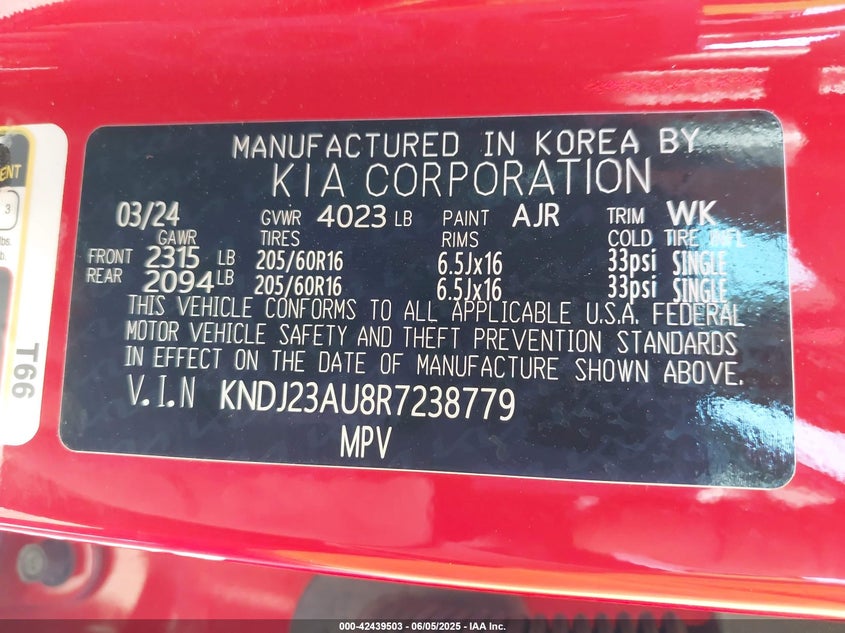 MANUFACTURED IN KOREA BY
KIA CORPORATION
03/24 GVWR 4023 LB PAINT AJR TRIM WK
GAWR TIRES RIMS COLD TIRE INFL
FRONT 2315 LB 205/60R16 6.5Jx16 33psi SINGLE
REAR 2094 LB 205/60R16 6.5Jx16 33psi SINGLE
THIS VEHICLE CONFORMS TO ALL APPLICABLE U.S.A. FEDERAL
MOTOR VEHICLE SAFETY AND THEFT PREVENTION STANDARDS
IN EFFECT ON THE DATE OF MANUFACTURE SHOWN ABOVE.
V.I.N KNDJ23AU8R7238779
MPV
T66
3
lbs.
000-42439503 - 06/05/2025 - IAA Inc.